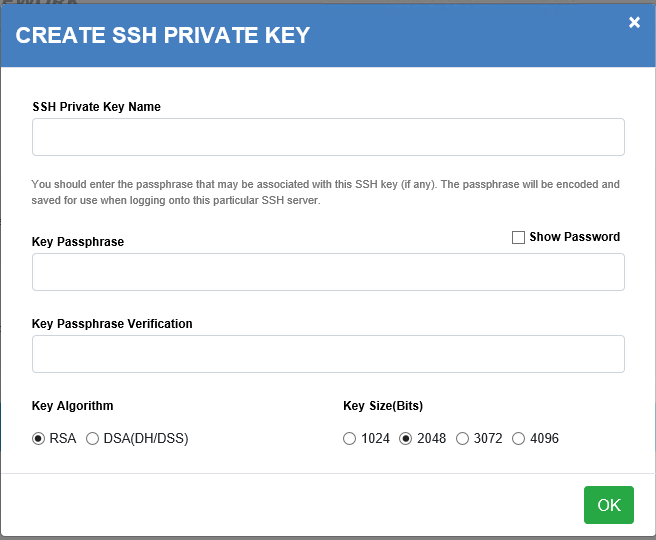 CREATE SSH PRIVATE KEY
×
SSH Private Key Name
You should enter the passphrase that may be associated with this SSH key (if any). The passphrase will be encoded and
saved for use when logging onto this particular SSH server.
Key Passphrase
Show Password
Key Passphrase Verification
Key Algorithm
Key Size(Bits)
RSA DSA(DH/DSS)
1024 2048 3072 4096
OK